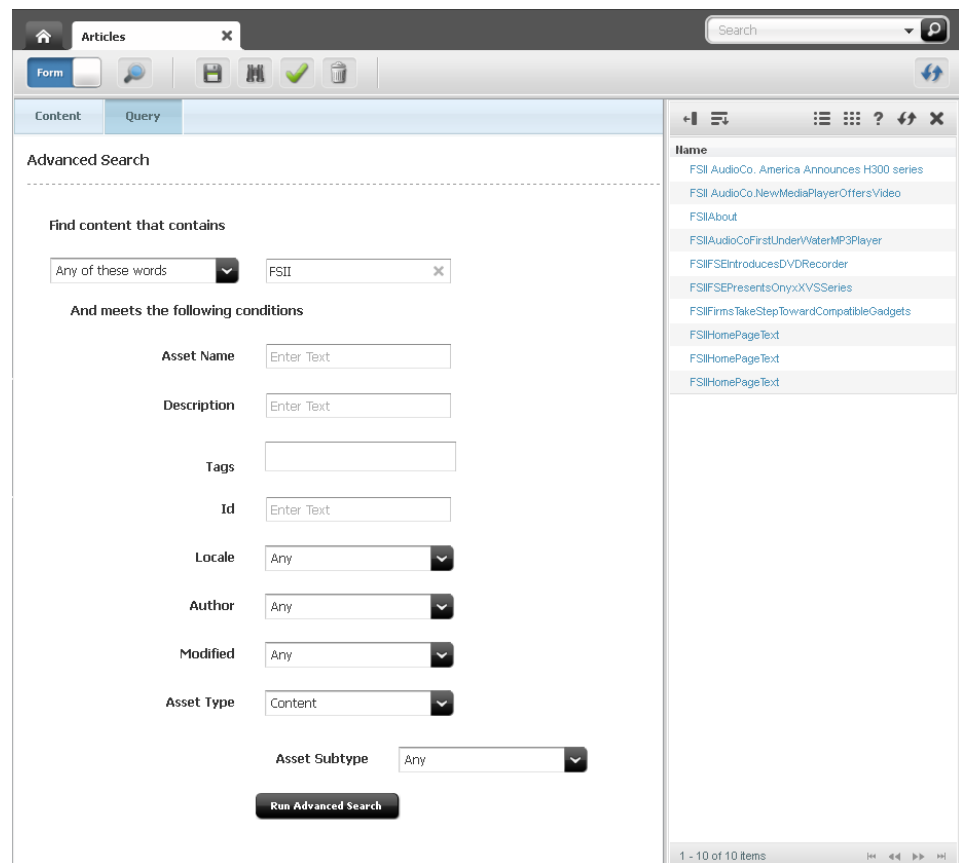 Articles
Search
Form
Content
Query
Advanced Search
Find content that contains
Any of these words
FSII
And meets the following conditions
Asset Name
Enter Text
Description
Enter Text
Tags
Id
Enter Text
Locale
Any
Author
Any
Modified
Any
Asset Type
Content
Asset Subtype
Any
Run Advanced Search
Name
FSII AudioCo. America Announces H300 series
FSII AudioCo.NewMediaPlayerOffersVideo
FSIIAbout
FSIIAudioCoFirstUnderWaterMP3Player
FSIIFSEIntroducesDVDRecorder
FSIIFSEPresentsOnyxXVSSeries
FSIIFirmsTakeStepTowardCompatibleGadgets
FSIIHomePageText
FSIIHomePageText
FSIIHomePageText
1 - 10 of 10 items